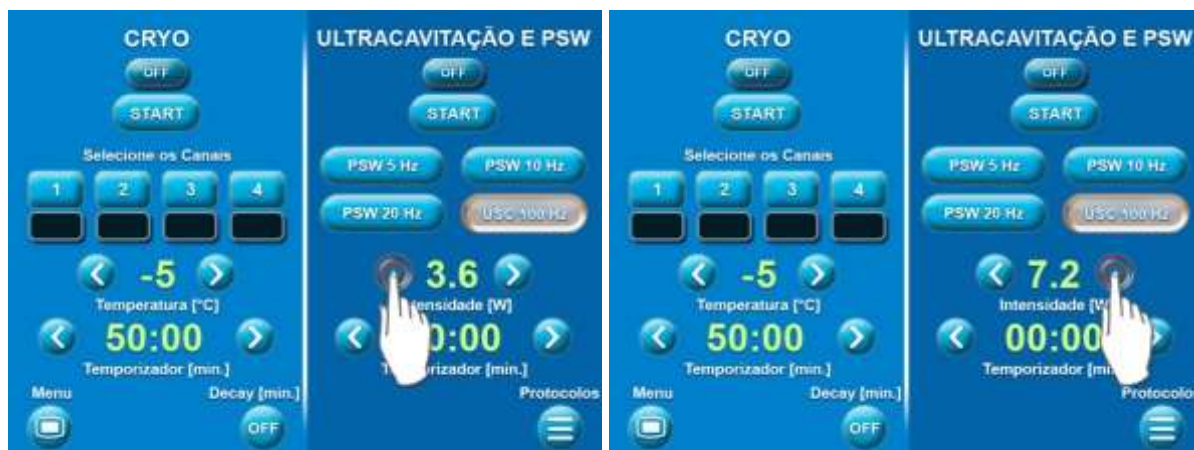 CRYO
OFF
START
Selecione os Canais
1 2 3 4
-5
Temperatura [°C]
50:00
Temporizador [min.]
Menu
Decay [min.]
OFF
ULTRACAVITAÇÃO E PSW
OFF
START
PSW 5 Hz
PSW 10 Hz
PSW 20 Hz
USC 100 Hz
3.6
[W]
[min.]
Protocolos
CRYO
OFF
START
Selecione os Canais
1 2 3 4
-5
Temperatura [°C]
50:00
Temporizador [min.]
Menu
Decay [min.]
OFF
ULTRACAVITAÇÃO E PSW
OFF
START
PSW 5 Hz
PSW 10 Hz
PSW 20 Hz
USC 100 Hz
7.2
Intensidade
00:00
Temporizador
Protocolos